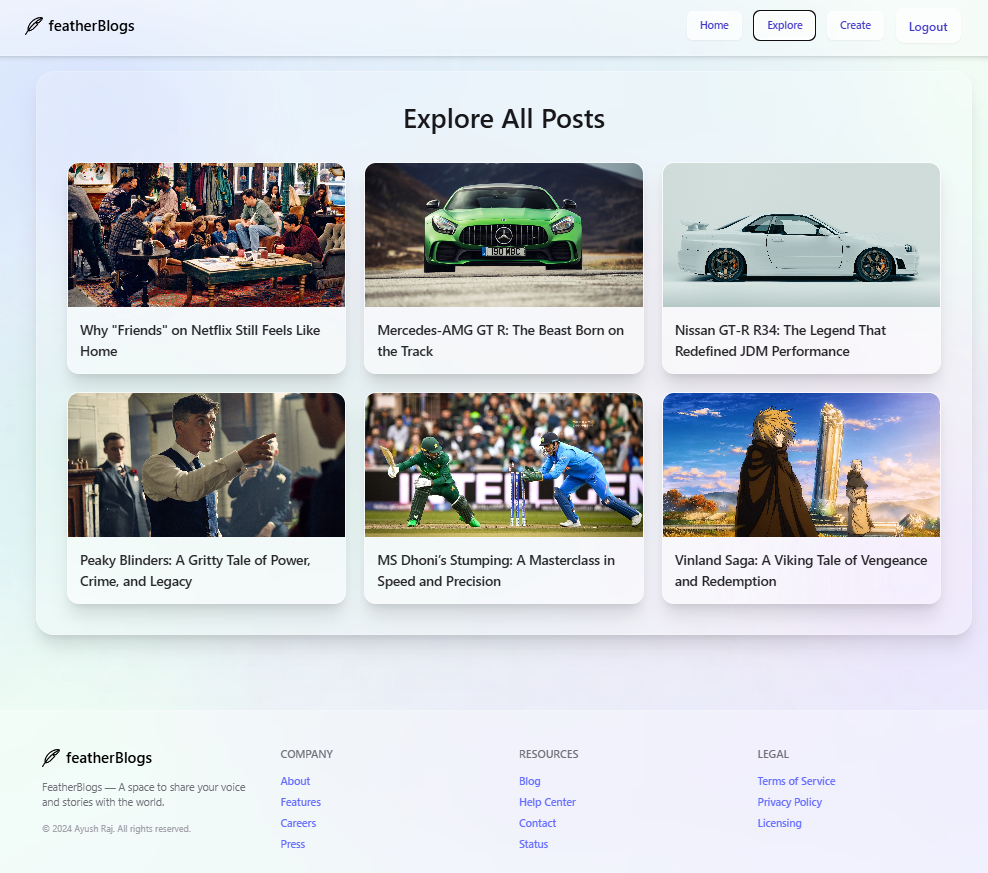 featherBlogs
Home
Explore
Create
Logout
Explore All Posts
Why "Friends" on Netflix Still Feels Like
Home
Mercedes-AMG GT R: The Beast Born on
the Track
Nissan GT-R R34: The Legend That
Redefined JDM Performance
Peaky Blinders: A Gritty Tale of Power,
Crime, and Legacy
MS Dhoni’s Stumping: A Masterclass in
Speed and Precision
Vinland Saga: A Viking Tale of Vengeance
and Redemption
featherBlogs
FeatherBlogs — A space to share your voice
and stories with the world.
© 2024 Ayush Raj. All rights reserved.
COMPANY
About
Features
Careers
Press
RESOURCES
Blog
Help Center
Contact
Status
LEGAL
Terms of Service
Privacy Policy
Licensing